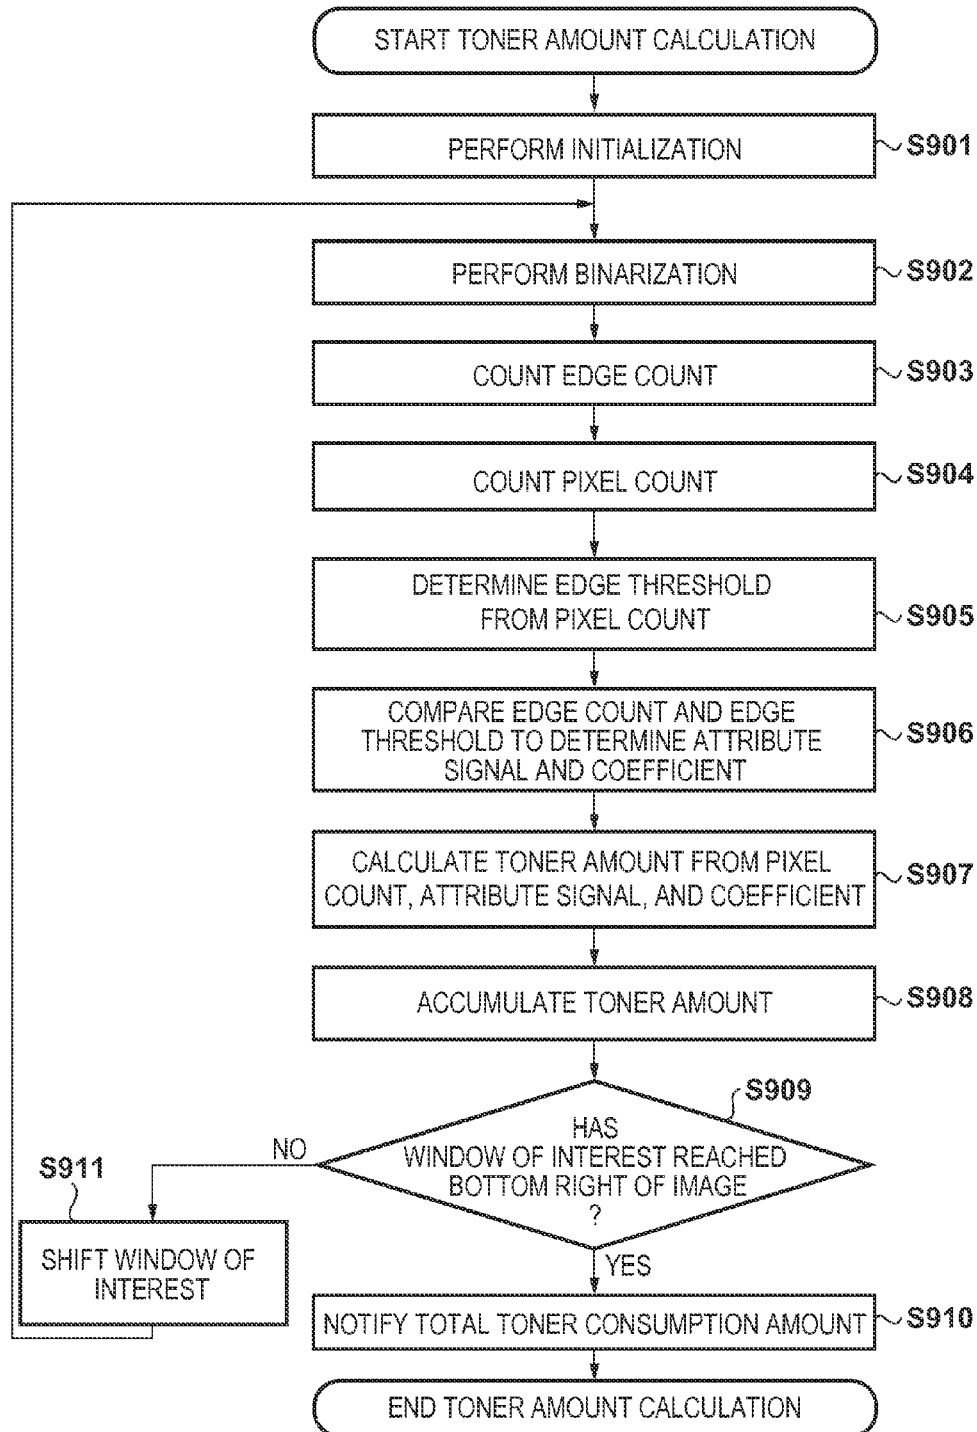 START TONER AMOUNT CALCULATION
PERFORM INITIALIZATION
S901
PERFORM BINARIZATION
S902
COUNT EDGE COUNT
S903
COUNT PIXEL COUNT
S904
DETERMINE EDGE THRESHOLD
FROM PIXEL COUNT
S905
COMPARE EDGE COUNT AND EDGE
THRESHOLD TO DETERMINE ATTRIBUTE
SIGNAL AND COEFFICIENT
S906
CALCULATE TONER AMOUNT FROM PIXEL
COUNT, ATTRIBUTE SIGNAL, AND COEFFICIENT
S907
ACCUMULATE TONER AMOUNT
S908
S909
HAS
WINDOW OF INTEREST REACHED
BOTTOM RIGHT OF IMAGE
?
NO
S911
SHIFT WINDOW OF
INTEREST
YES
NOTIFY TOTAL TONER CONSUMPTION AMOUNT
S910
END TONER AMOUNT CALCULATION